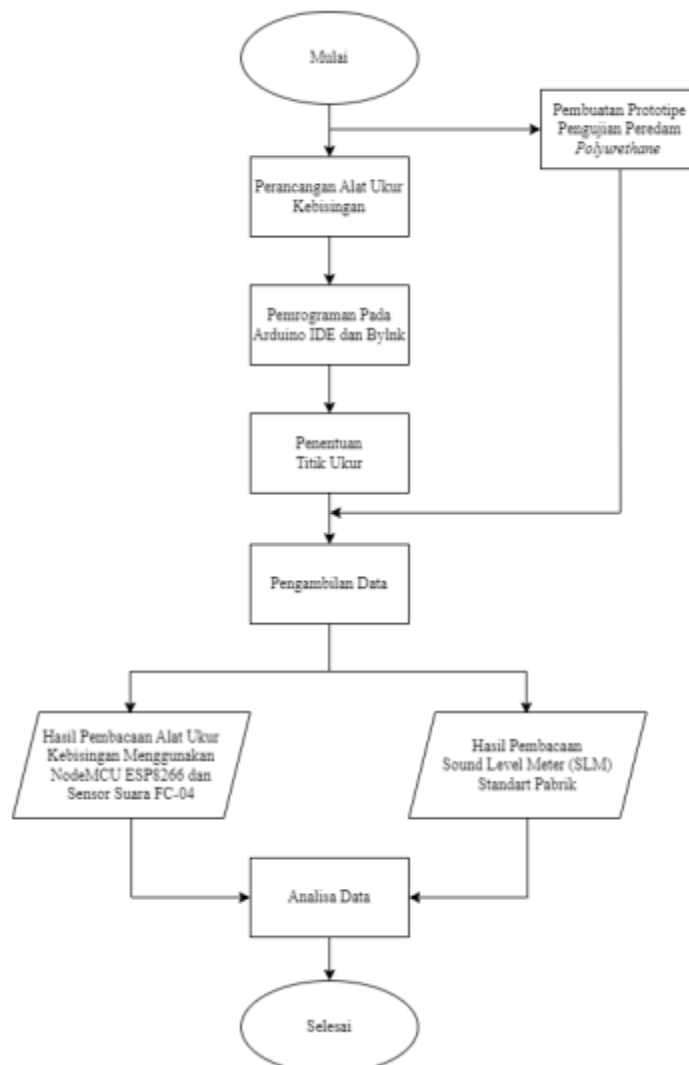 Mulai
Pembuatan Prototipe
Pengujian Peredam
Polyurethane
Perancangan Alat Ukur
Kebisingan
Pemrograman Pada
Arduino IDE dan Bylnk
Penentuan
Titik Ukur
Pengambilan Data
Hasil Pembacaan Alat Ukur
Kebisingan Menggunakan
NodeMCU ESP8266 dan
Sensor Suara FC-04
Hasil Pembacaan
Sound Level Meter (SLM)
Standart Pabrik
Analisa Data
Selesai